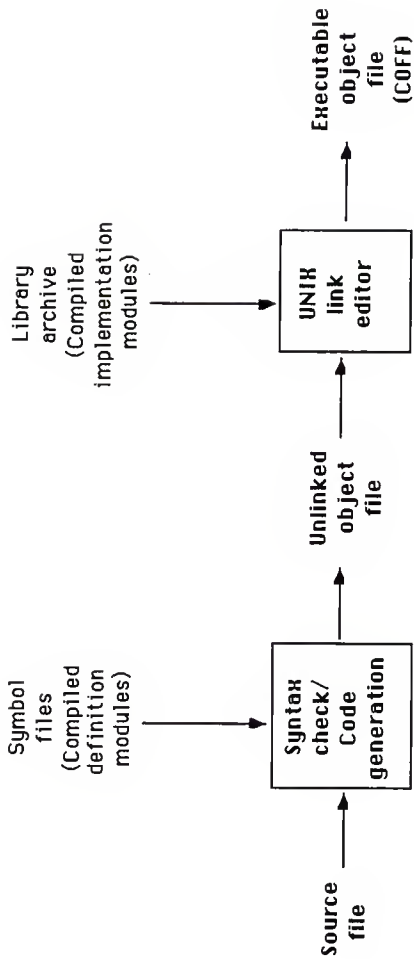 Symbol
files
(Compiled
definition
modules)
Library
archive
(Compiled
implementation
modules)
Source
file
Syntax
check/
Code
generation
Unlinked
object
file
UNIX
link
editor
Executable
object
file
(COFF)